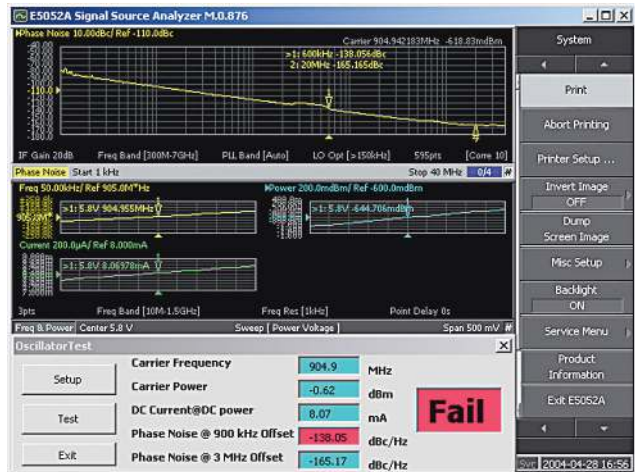 E5052A Signal Source Analyzer M.0.876
Phase Noise 10.00dBc/ Ref -110.0dBc
Carrier 904.942183MHz -618.83mdBm
>1: 600kHz -138.056dBc
2: 20MHz -165.165dBc
-110.0
IF Gain 20dB Freq Band [300M-7GHz] PLL Band [Auto] LO Opt [>150kHz] 595pts [Corre 10]
Phase Noise Start 1 kHz Stop 40 MHz 0/4 #
Freq 50.00kHz/ Ref 905.0M*Hz
Power 200.0mdBm/ Ref -600.0mdBm
>1: 5.8V 904.955MHz
>1: 5.8V -644.706mdBm
905.0M*
Current 200.0µA/ Ref 8.000mA
>1: 5.8V 8.06978mA
3pts Freq Band [10M-1.5GHz] Freq Res [1kHz] Point Delay 0s
Freq & Power Center 5.8 V Sweep [Power Voltage] Span 500 mV #
OscillatorTest
Setup
Test
Exit
Carrier Frequency 904.9 MHz
Carrier Power -0.62 dBm
DC Current@DC power 8.07 mA
Phase Noise @ 900 kHz Offset -138.05 dBc/Hz
Phase Noise @ 3 MHz Offset -165.17 dBc/Hz
Fail
System
Print
Abort Printing
Printer Setup ...
Invert Image
OFF
Dump
Screen Image
Misc Setup
Backlight
ON
Service Menu
Product
Information
Exit E5052A
Svc 2004-04-28 16:56